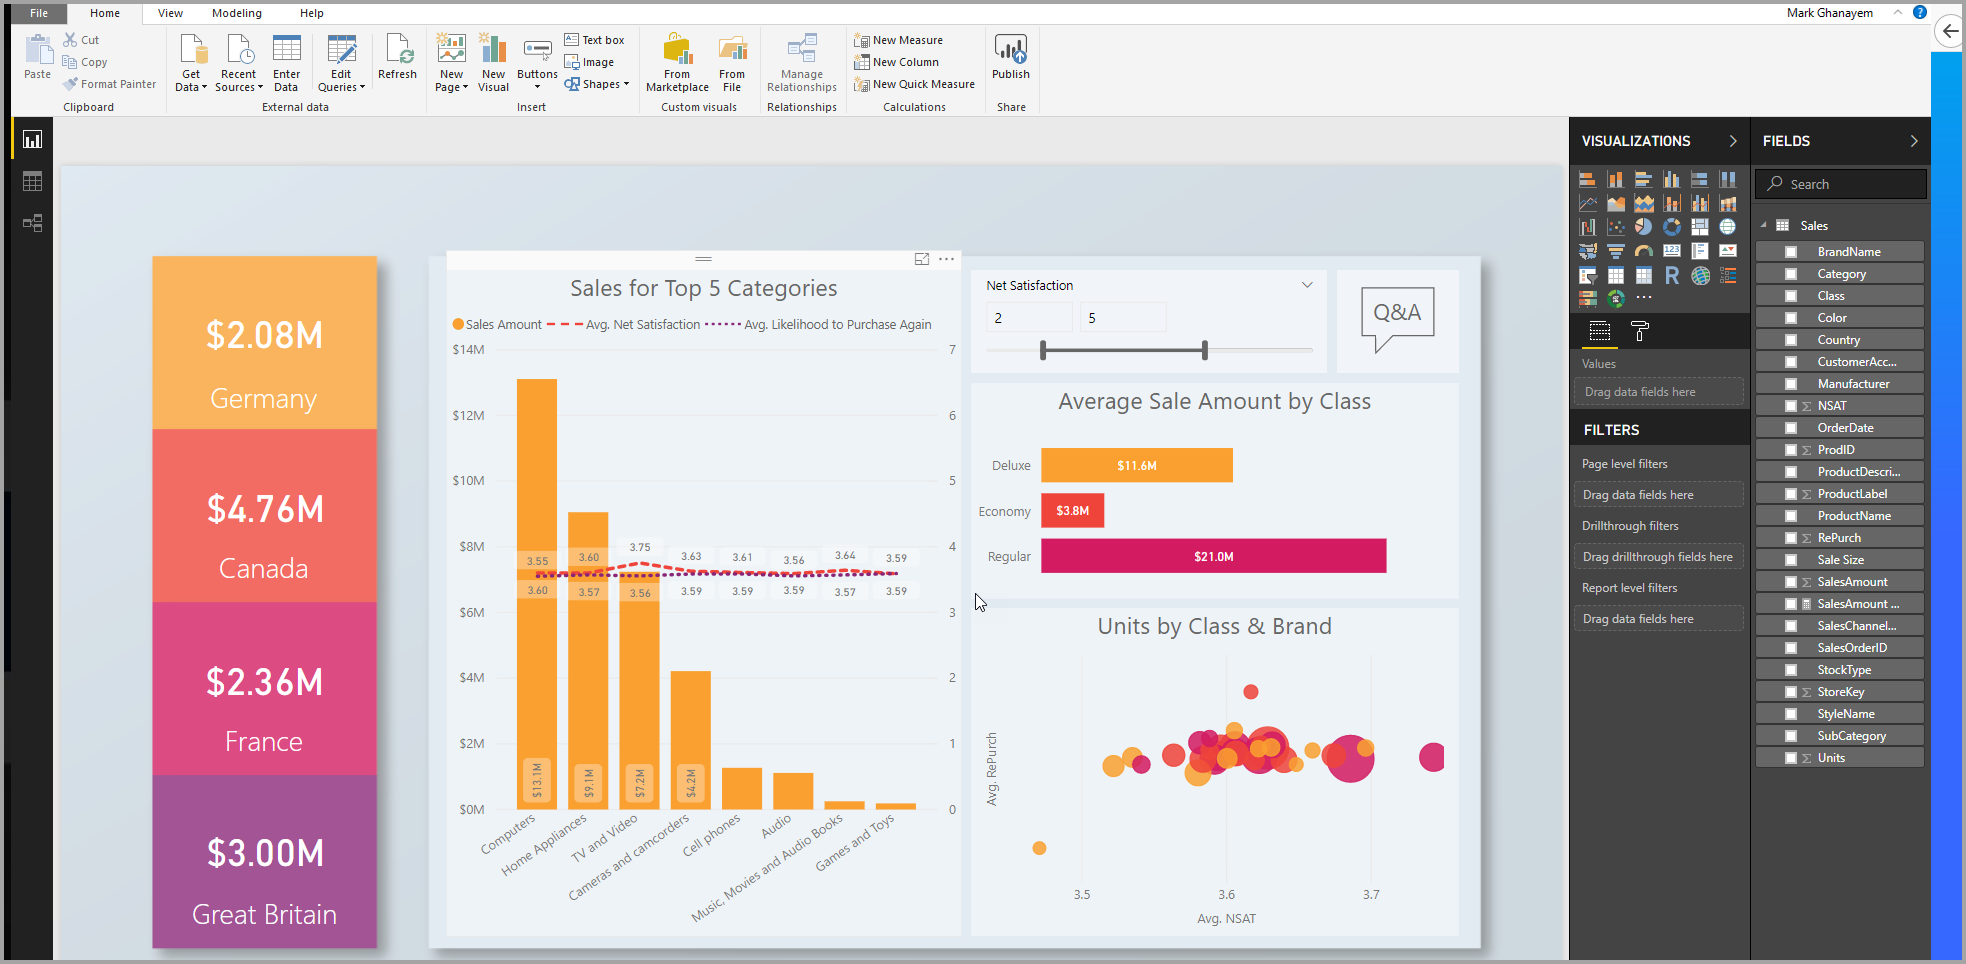 File Home View Modeling Help Mark Ghanayem ?
Paste Cut
Copy
Format Painter
Clipboard
Get Data Recent Sources Enter Data Edit Queries Refresh
External data
New Page New Visual Buttons Text box
Image
Shapes
Insert
From Marketplace From File
Custom visuals
Manage Relationships
Relationships
New Measure
New Column
New Quick Measure
Calculations
Publish
Share
$2.08M
Germany
$4.76M
Canada
$2.36M
France
$3.00M
Great Britain
Sales for Top 5 Categories
Sales Amount Avg. Net Satisfaction Avg. Likelihood to Purchase Again
$14M 7
$12M 6
$10M 5
$8M 4
$6M 3
$4M 2
$2M 1
$0M 0
3.55 3.60 3.75 3.63 3.61 3.56 3.64 3.59
3.60 3.57 3.56 3.59 3.59 3.59 3.57 3.59
$13.1M $9.1M $7.2M $4.2M
Computers
Home Appliances
TV and Video
Cameras and camcorders
Cell phones
Audio
Music, Movies and Audio Books
Games and Toys
Net Satisfaction
2 5
Q&A
Average Sale Amount by Class
Deluxe $11.6M
Economy $3.8M
Regular $21.0M
Units by Class & Brand
Avg. RePurch
3.5 3.6 3.7
Avg. NSAT
VISUALIZATIONS
123
R
Values
Drag data fields here
FILTERS
Page level filters
Drag data fields here
Drillthrough filters
Drag drillthrough fields here
Report level filters
Drag data fields here
FIELDS
Search
Sales
BrandName
Category
Class
Color
Country
CustomerAcc...
Manufacturer
Σ NSAT
OrderDate
Σ ProdID
ProductDescri...
Σ ProductLabel
ProductName
Σ RePurch
Sale Size
Σ SalesAmount
SalesAmount ...
SalesChannel...
SalesOrderID
StockType
Σ StoreKey
StyleName
SubCategory
Σ Units